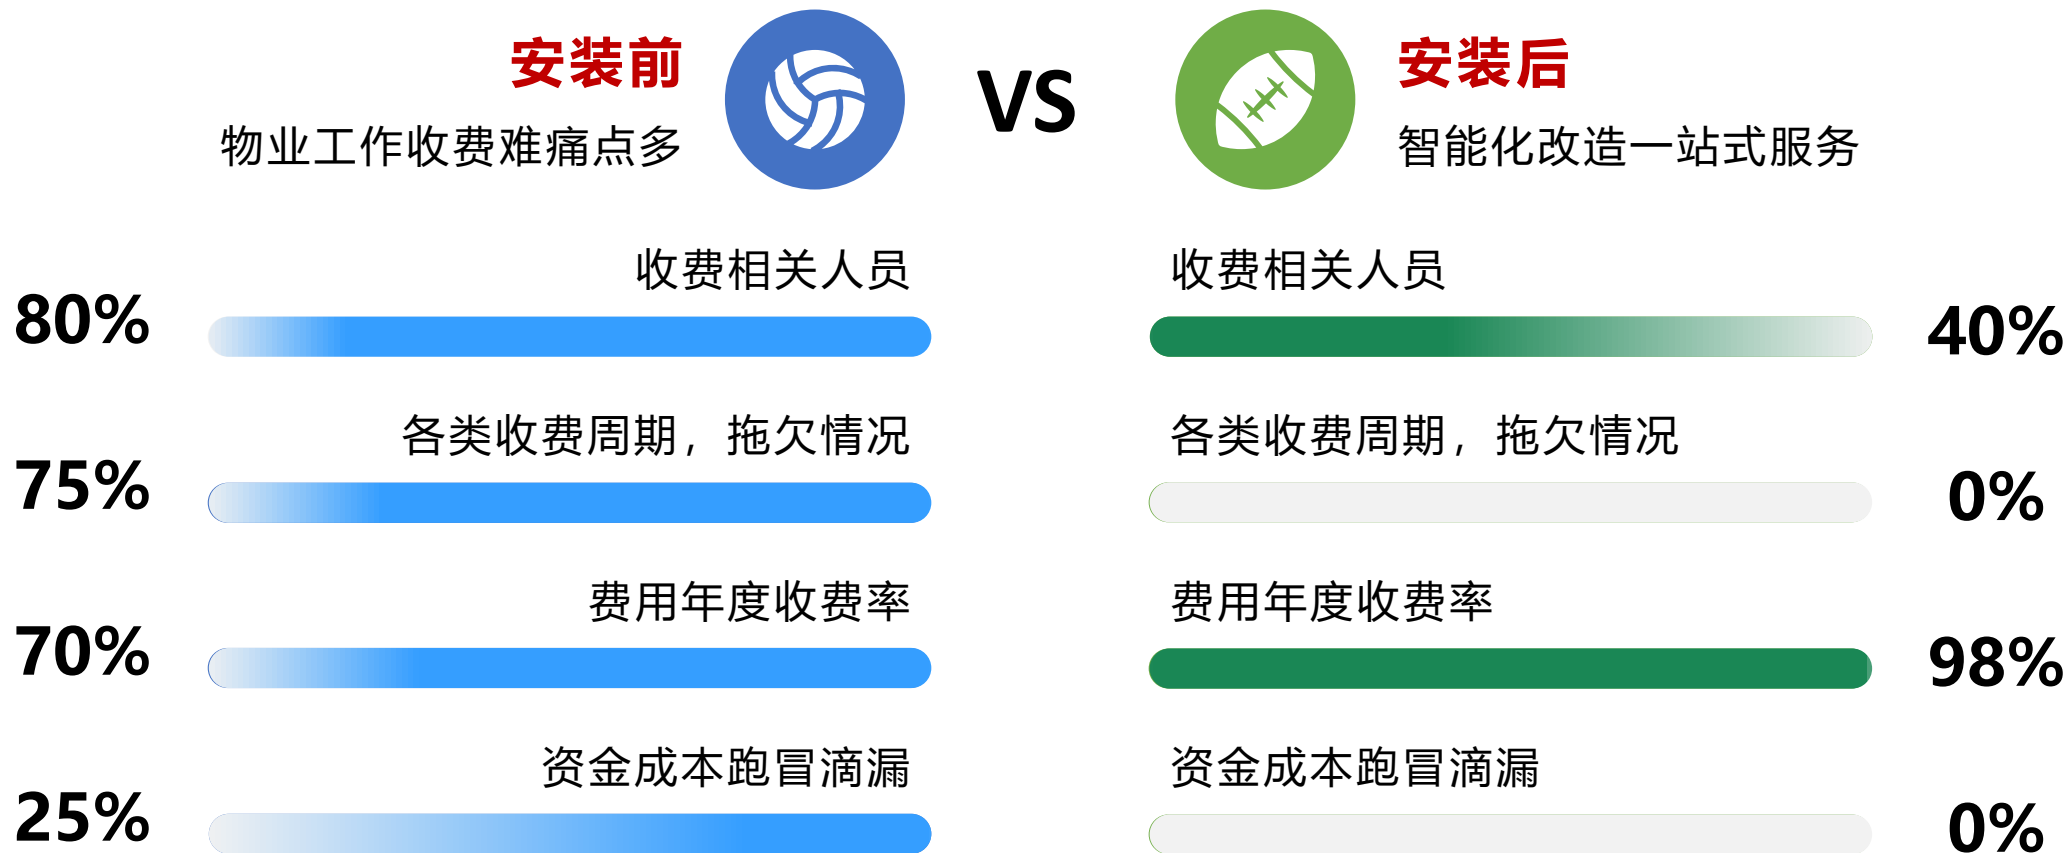 安装前
物业工作收费难痛点多
VS
安装后
智能化改造一站式服务
收费相关人员
80%
各类收费周期，拖欠情况
75%
费用年度收费率
70%
资金成本跑冒滴漏
25%
收费相关人员
40%
各类收费周期，拖欠情况
0%
费用年度收费率
98%
资金成本跑冒滴漏
0%